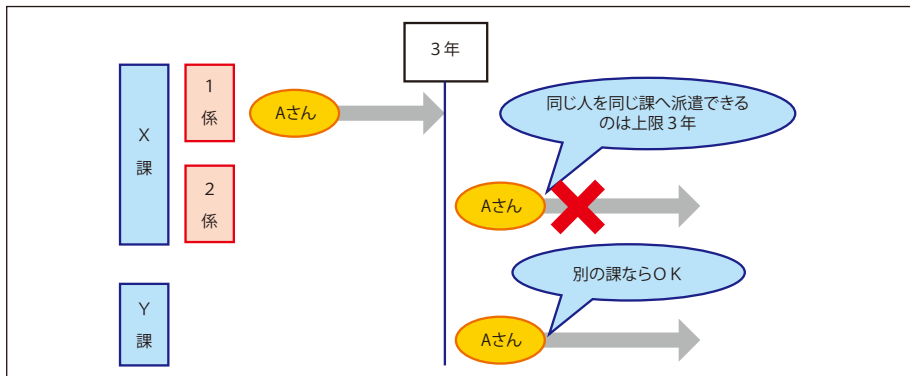 3年
X
課
1
係
Aさん
同じ人を同じ課へ派遣できる
のは上限3年
2
係
Aさん
別の課ならOK
Y
課
Aさん